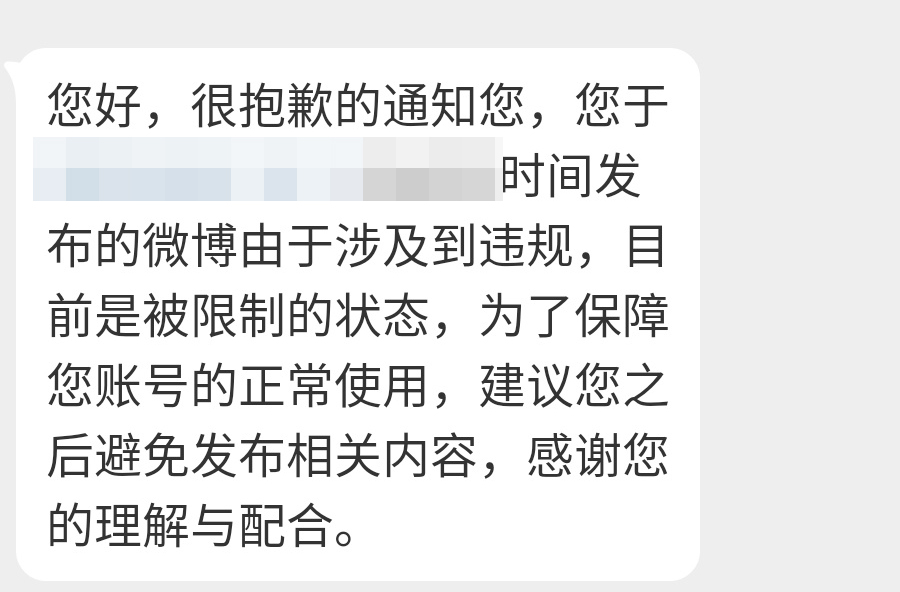 您好，很抱歉的通知您，您于
时间发
布的微博由于涉及到违规，目
前是被限制的状态，为了保障
您账号的正常使用，建议您之
后避免发布相关内容，感谢您
的理解与配合。